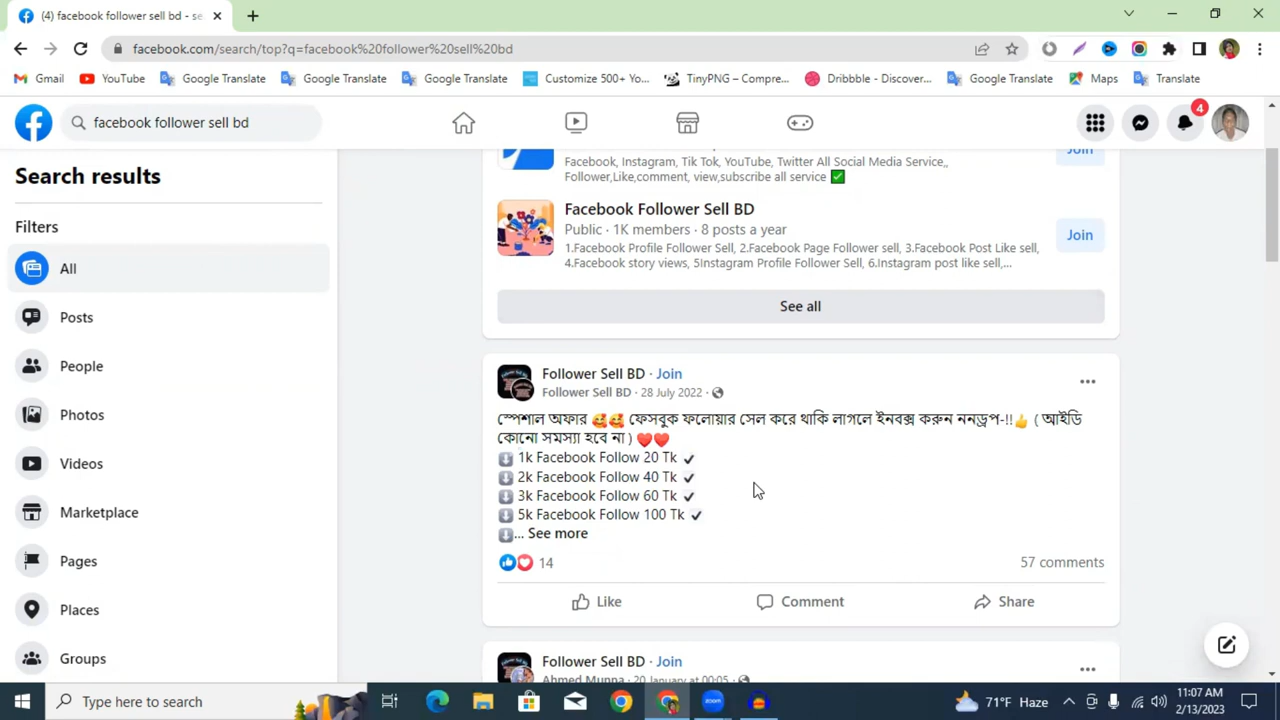 (4) facebook follower sell bd - se
facebook.com/search/top?q=facebook%20follower%20sell%20bd
Gmail
YouTube
Google Translate
Google Translate
Google Translate
Customize 500+ Yo...
TinyPNG – Compre...
Dribbble - Discover...
Google Translate
Maps
Translate
facebook follower sell bd
4
Search results
Filters
All
Posts
People
Photos
Videos
Marketplace
Pages
Places
Groups
Facebook, Instagram, Tik Tok, YouTube, Twitter All Social Media Service,,
Follower,Like,comment, view,subscribe all service ✅
Join
Facebook Follower Sell BD
Public · 1K members · 8 posts a year
1.Facebook Profile Follower Sell, 2.Facebook Page Follower sell, 3.Facebook Post Like sell,
4.Facebook story views, 5Instagram Profile Follower Sell, 6.Instagram post like sell,...
Join
See all
Follower Sell BD · Join
Follower Sell BD · 28 July 2022 ·
স্পেশাল অফার 🥰🥰 ফেসবুক ফলোয়ার সেল করে থাকি লাগলে ইনবক্স করুন ননড্রপ-!!👍 ( আইডি
কোনো সমস্যা হবে না ) ❤️❤️
⬇️ 1k Facebook Follow 20 Tk ✔
⬇️ 2k Facebook Follow 40 Tk ✔
⬇️ 3k Facebook Follow 60 Tk ✔
⬇️ 5k Facebook Follow 100 Tk ✔
⬇️... See more
14
57 comments
Like
Comment
Share
Follower Sell BD · Join
Ahmed Munna · 20 January at 00:05 ·
Type here to search
zoom
71°F Haze
11:07 AM
2/13/2023